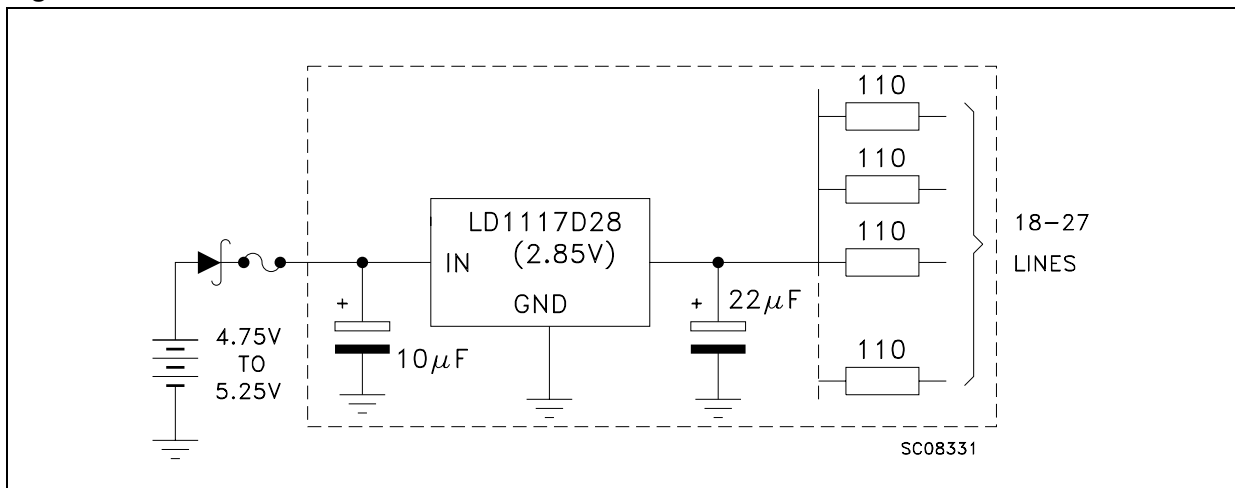 110
110
110
110
18-27
LINES
LD1117D28
(2.85V)
IN
GND
+
10μF
+
22μF
4.75V
TO
5.25V
SC08331